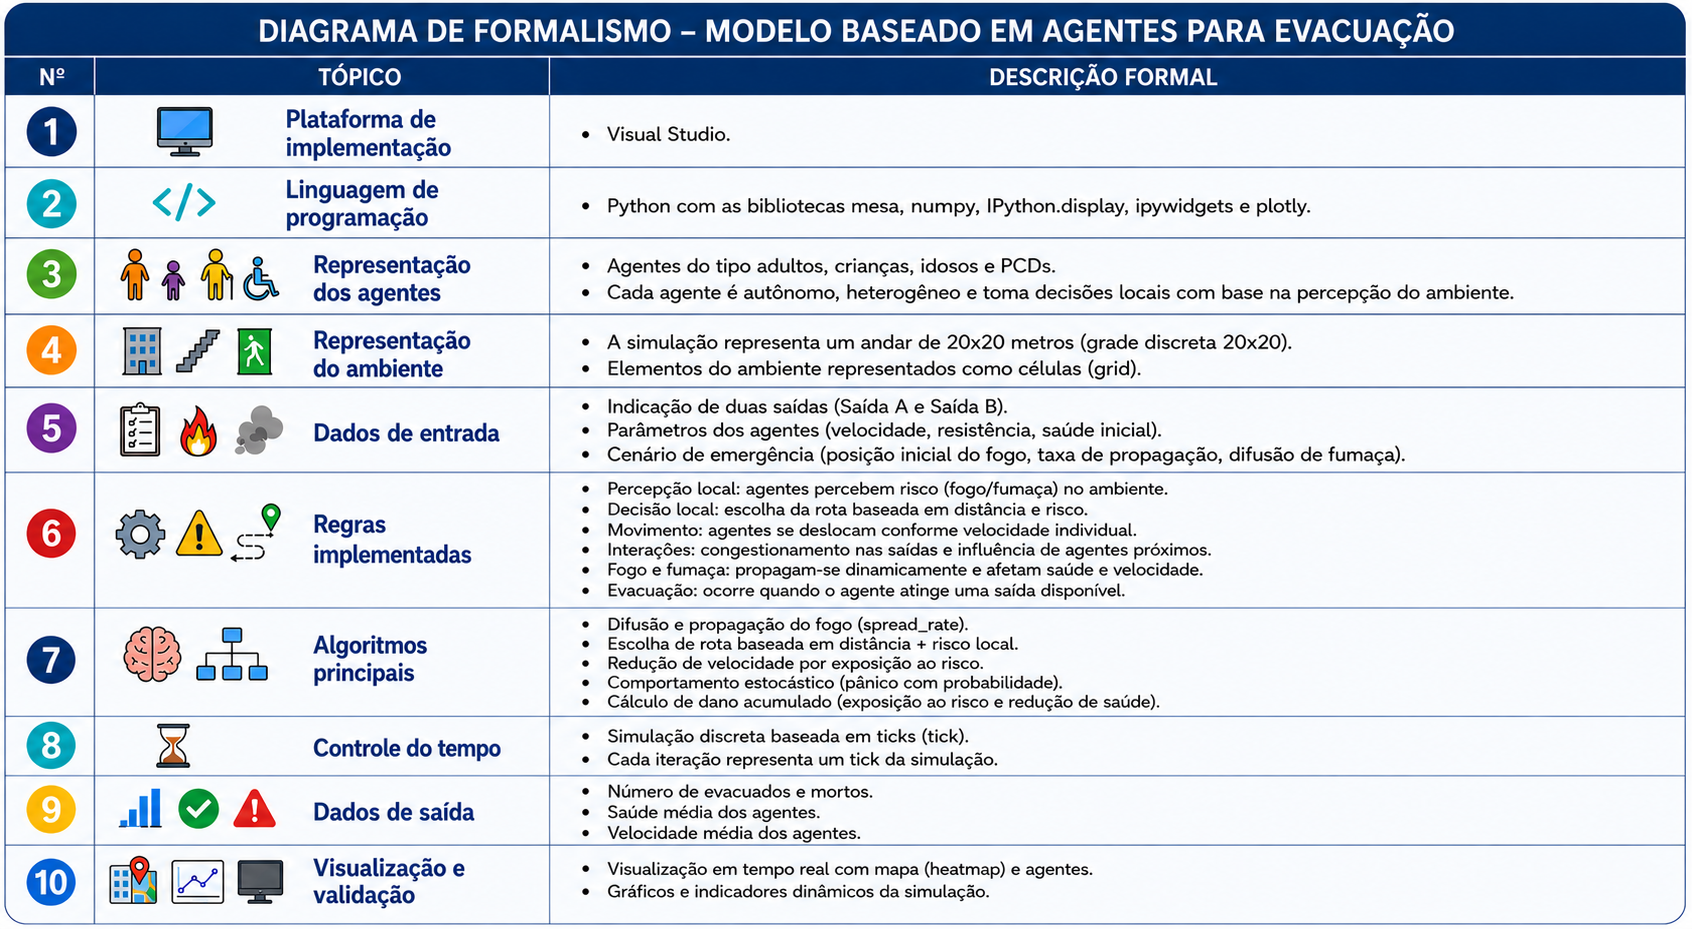 DIAGRAMA DE FORMALISMO – MODELO BASEADO EM AGENTES PARA EVACUAÇÃO
Nº
TÓPICO
DESCRIÇÃO FORMAL
1
Plataforma de
implementação
• Visual Studio.
2
Linguagem de
programação
• Python com as bibliotecas mesa, numpy, IPython.display, ipywidgets e plotly.
3
Representação
dos agentes
• Agentes do tipo adultos, crianças, idosos e PCDs.
• Cada agente é autônomo, heterogêneo e toma decisões locais com base na percepção do ambiente.
4
Representação
do ambiente
• A simulação representa um andar de 20x20 metros (grade discreta 20x20).
• Elementos do ambiente representados como células (grid).
5
Dados de entrada
• Indicação de duas saídas (Saída A e Saída B).
• Parâmetros dos agentes (velocidade, resistência, saúde inicial).
• Cenário de emergência (posição inicial do fogo, taxa de propagação, difusão de fumaça).
6
Regras
implementadas
• Percepção local: agentes percebem risco (fogo/fumaça) no ambiente.
• Decisão local: escolha da rota baseada em distância e risco.
• Movimento: agentes se deslocam conforme velocidade individual.
• Interações: congestionamento nas saídas e influência de agentes próximos.
• Fogo e fumaça: propagam-se dinamicamente e afetam saúde e velocidade.
• Evacuação: ocorre quando o agente atinge uma saída disponível.
7
Algoritmos
principais
• Difusão e propagação do fogo (spread_rate).
• Escolha de rota baseada em distância + risco local.
• Redução de velocidade por exposição ao risco.
• Comportamento estocástico (pânico com probabilidade).
• Cálculo de dano acumulado (exposição ao risco e redução de saúde).
8
Controle do tempo
• Simulação discreta baseada em ticks (tick).
• Cada iteração representa um tick da simulação.
9
Dados de saída
• Número de evacuados e mortos.
• Saúde média dos agentes.
• Velocidade média dos agentes.
10
Visualização e
validação
• Visualização em tempo real com mapa (heatmap) e agentes.
• Gráficos e indicadores dinâmicos da simulação.